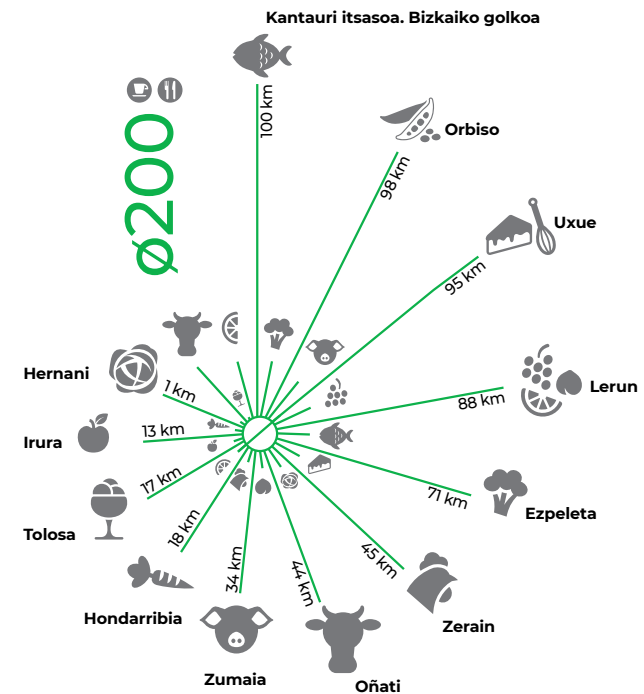 Kantauri itsasoa. Bizkaiko golkoa
100 km
ø200
Orbiso
98 km
Uxue
95 km
Lerun
88 km
Ezpeleta
71 km
Zerain
45 km
Oñati
44 km
Zumaia
34 km
Hondarribia
18 km
Tolosa
17 km
Irura
13 km
Hernani
1 km